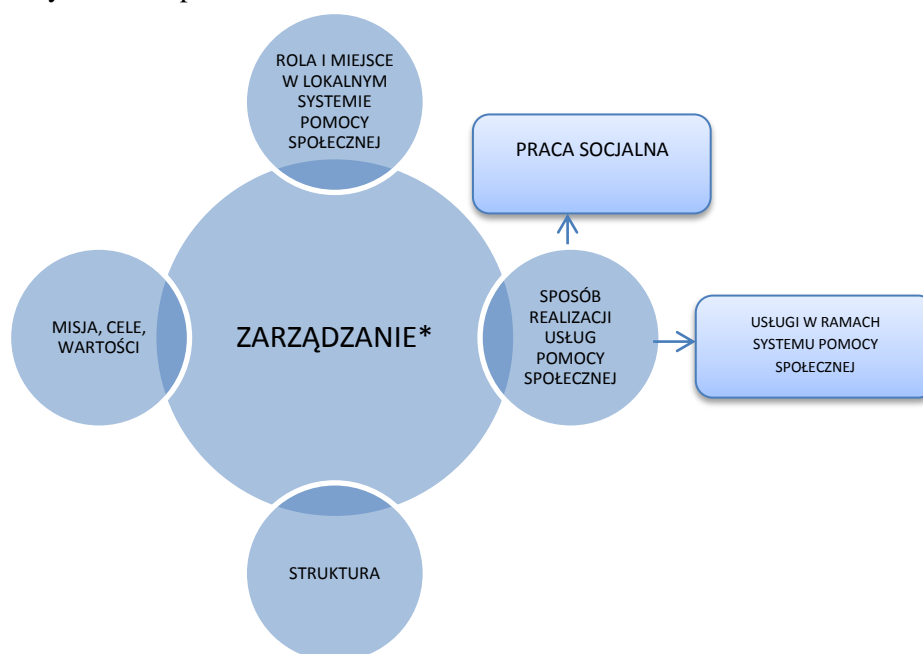 ROLA I MIEJSCE
W LOKALNYM
SYSTEMIE
POMOCY
SPOŁECZNEJ
PRACA SOCJALNA
MISJA, CELE,
WARTOŚCI
ZARZĄDZANIE*
SPOSÓB
REALIZACJI
USŁUG
POMOCY
SPOŁECZNEJ
USŁUGI W RAMACH
SYSTEMU POMOCY
SPOŁECZNEJ
STRUKTURA